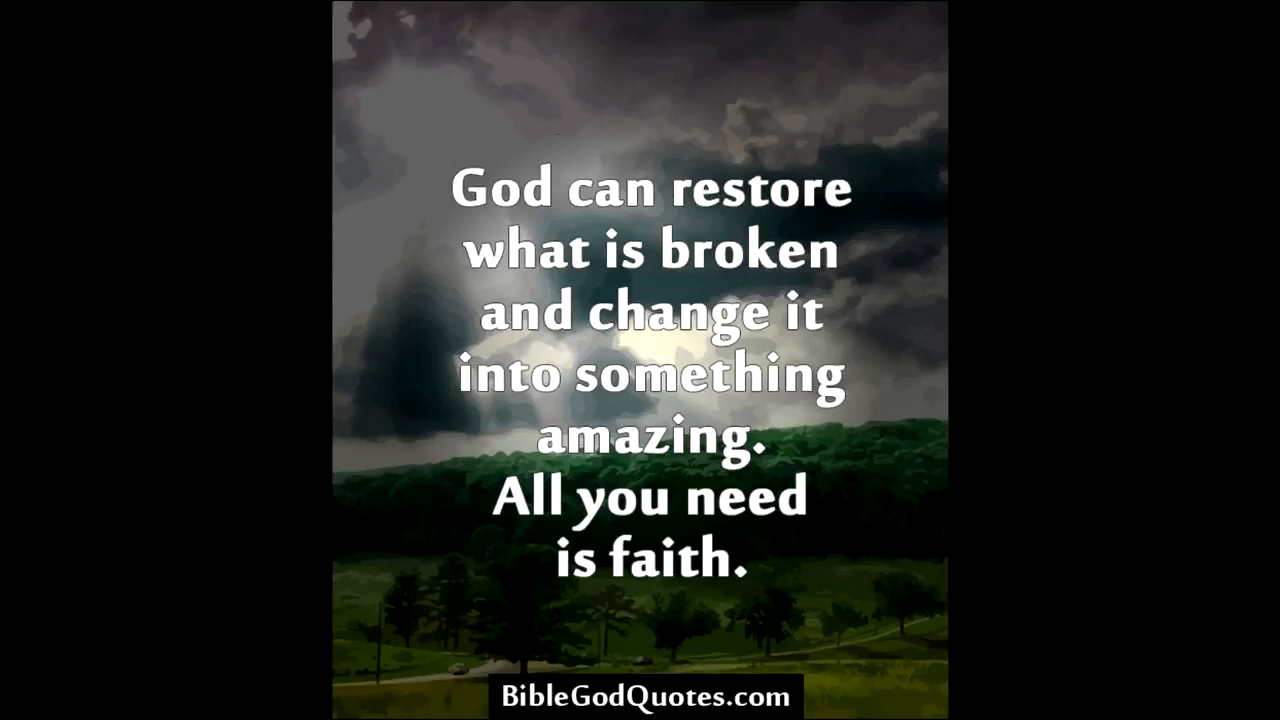 God can restore
what is broken
and change it
into something
amazing.
All you need
is faith.
BibleGodQuotes.com